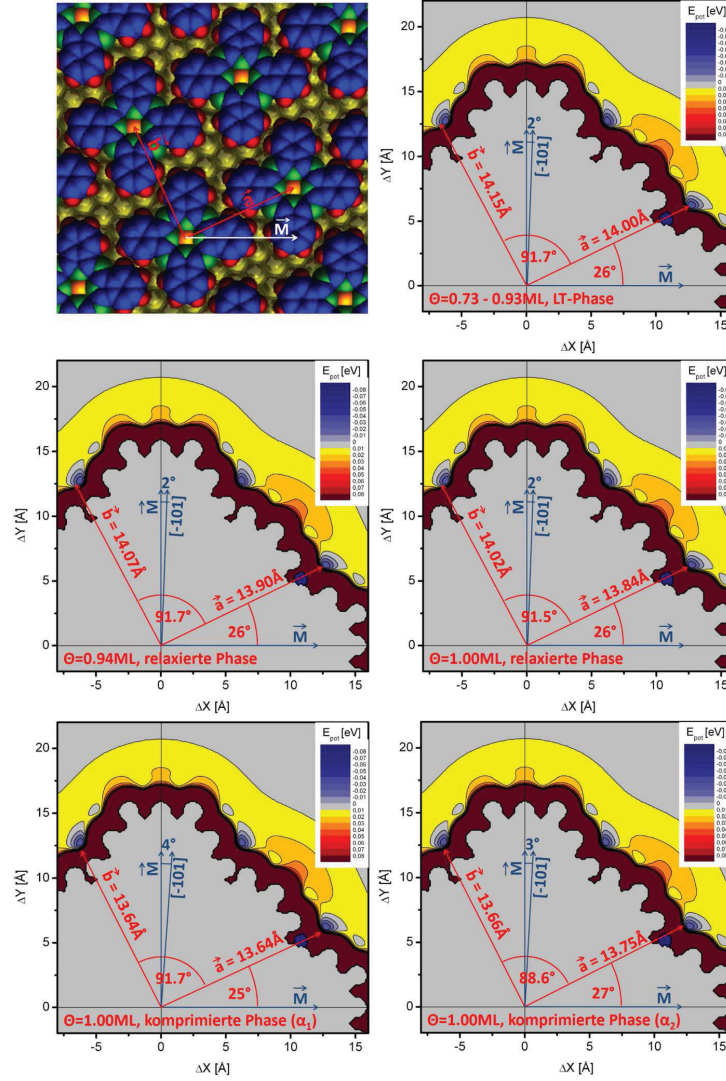 b⃗
a⃗
M⃗
E_pot [eV]
0
20
15
10
5
0
ΔY [Å]
-5 0 5 10 15
ΔX [Å]
2°
M⃗
[-101]
b⃗ = 14.15Å
a⃗ = 14.00Å
91.7°
26°
M⃗
Θ=0.73 - 0.93ML, LT-Phase
E_pot [eV]
-0.08
-0.07
-0.06
-0.05
-0.04
-0.03
-0.02
-0.01
0
0.01
0.02
0.03
0.04
0.05
0.06
0.07
0.08
20
15
10
5
0
ΔY [Å]
-5 0 5 10 15
ΔX [Å]
2°
M⃗
[-101]
b⃗ = 14.07Å
a⃗ = 13.90Å
91.7°
26°
M⃗
Θ=0.94ML, relaxierte Phase
E_pot [eV]
0
20
15
10
5
0
ΔY [Å]
-5 0 5 10 15
ΔX [Å]
2°
M⃗
[-101]
b⃗ = 14.02Å
a⃗ = 13.84Å
91.5°
26°
M⃗
Θ=1.00ML, relaxierte Phase
E_pot [eV]
-0.08
-0.07
-0.06
-0.05
-0.04
-0.03
-0.02
-0.01
0
0.01
0.02
0.03
0.04
0.05
0.06
0.07
0.08
20
15
10
5
0
ΔY [Å]
-5 0 5 10 15
ΔX [Å]
4°
M⃗
[-101]
b⃗ = 13.64Å
a⃗ = 13.64Å
91.7°
25°
M⃗
Θ=1.00ML, komprimierte Phase (α₁)
E_pot [eV]
0
20
15
10
5
0
ΔY [Å]
-5 0 5 10 15
ΔX [Å]
3°
M⃗
[-101]
b⃗ = 13.66Å
a⃗ = 13.75Å
88.6°
27°
M⃗
Θ=1.00ML, komprimierte Phase (α₂)